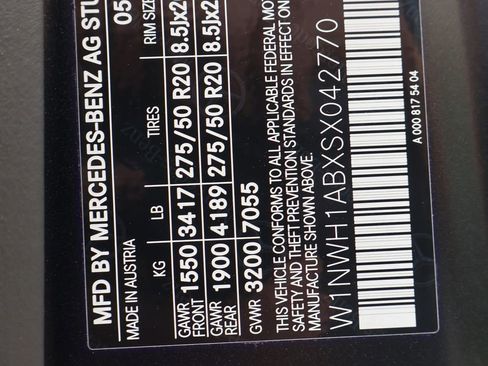 MFD BY MERCEDES-BENZ AG STU
MADE IN AUSTRIA 05
KG LB TIRES RIM SIZE
GAWR FRONT 1550 3417 275/50 R20 8.5Jx2
GAWR REAR 1900 4189 275/50 R20 8.5Jx2
GVWR 3200 7055
THIS VEHICLE CONFORMS TO ALL APPLICABLE FEDERAL MOTO
SAFETY AND THEFT PREVENTION STANDARDS IN EFFECT ON
MANUFACTURE SHOWN ABOVE.
W1NWH1ABXSX042770
A 000 817 54 04